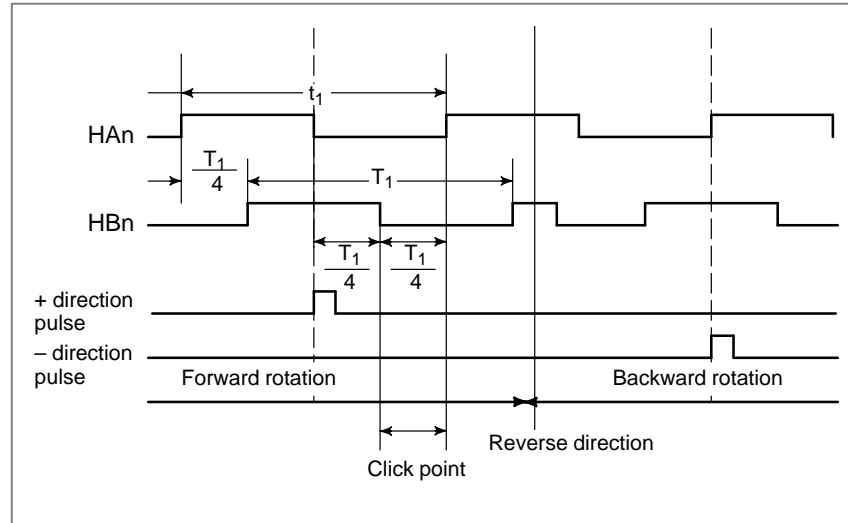 t₁
HAn
T₁
4
T₁
HBn
T₁
4
T₁
4
+ direction
pulse
– direction
pulse
Forward rotation
Backward rotation
Reverse direction
Click point